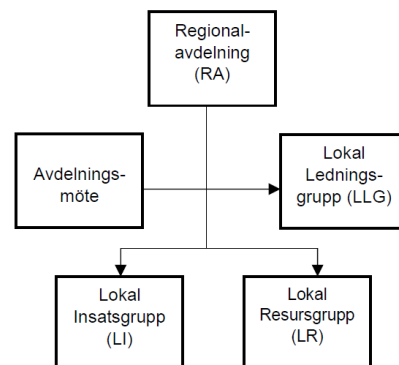 Regional-
avdelning
(RA)
Avdelnings-
möte
Lokal
Lednings-
grupp (LLG)
Lokal
Insatsgrupp
(LI)
Lokal
Resursgrupp
(LR)